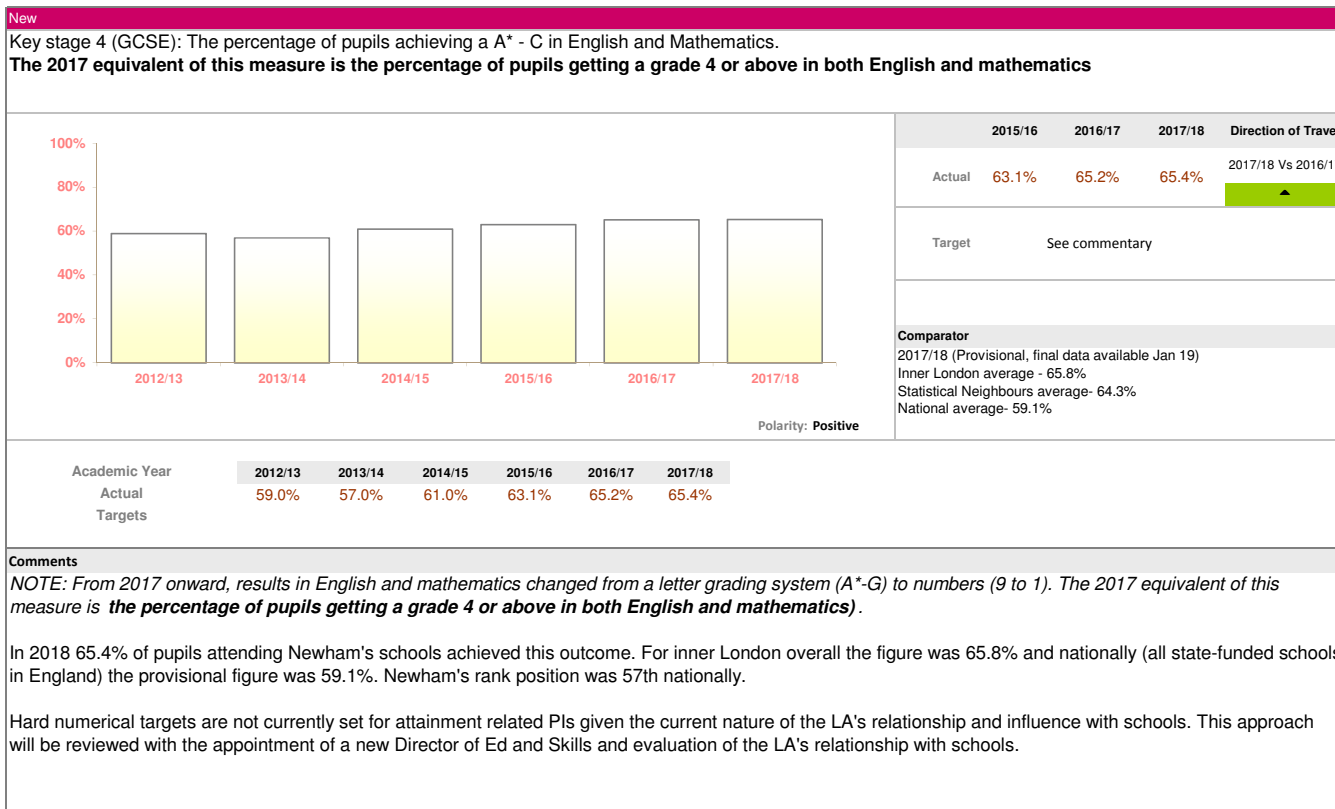 New
Key stage 4 (GCSE): The percentage of pupils achieving a A* - C in English and Mathematics.
The 2017 equivalent of this measure is the percentage of pupils getting a grade 4 or above in both English and mathematics
100%
80%
60%
40%
20%
0%
2012/13 2013/14 2014/15 2015/16 2016/17 2017/18
Polarity: Positive
2015/16 2016/17 2017/18 Direction of Trave
2017/18 Vs 2016/1
Actual 63.1% 65.2% 65.4%
Target See commentary
Comparator
2017/18 (Provisional, final data available Jan 19)
Inner London average - 65.8%
Statistical Neighbours average- 64.3%
National average- 59.1%
Academic Year 2012/13 2013/14 2014/15 2015/16 2016/17 2017/18
Actual 59.0% 57.0% 61.0% 63.1% 65.2% 65.4%
Targets
Comments
NOTE: From 2017 onward, results in English and mathematics changed from a letter grading system (A*-G) to numbers (9 to 1). The 2017 equivalent of this
measure is the percentage of pupils getting a grade 4 or above in both English and mathematics).
In 2018 65.4% of pupils attending Newham's schools achieved this outcome. For inner London overall the figure was 65.8% and nationally (all state-funded schools
in England) the provisional figure was 59.1%. Newham's rank position was 57th nationally.
Hard numerical targets are not currently set for attainment related PIs given the current nature of the LA's relationship and influence with schools. This approach
will be reviewed with the appointment of a new Director of Ed and Skills and evaluation of the LA's relationship with schools.